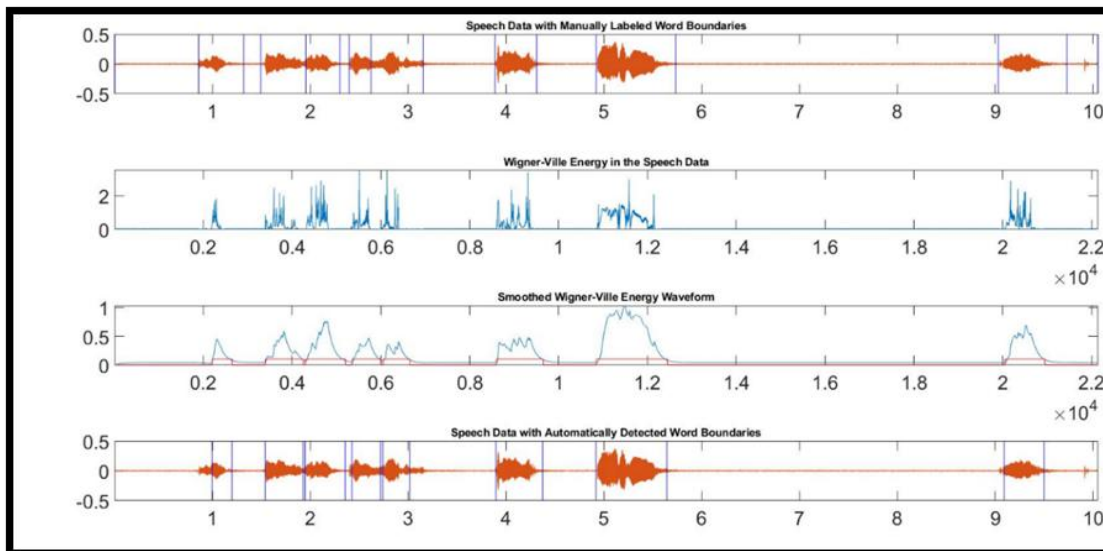 Speech Data with Manually Labeled Word Boundaries
0.5
0
-0.5
1 2 3 4 5 6 7 8 9 10
Wigner-Ville Energy in the Speech Data
2
0
0.2 0.4 0.6 0.8 1 1.2 1.4 1.6 1.8 2 2.2
×10⁴
Smoothed Wigner-Ville Energy Waveform
1
0.5
0
0.2 0.4 0.6 0.8 1 1.2 1.4 1.6 1.8 2 2.2
×10⁴
Speech Data with Automatically Detected Word Boundaries
0.5
0
-0.5
1 2 3 4 5 6 7 8 9 10